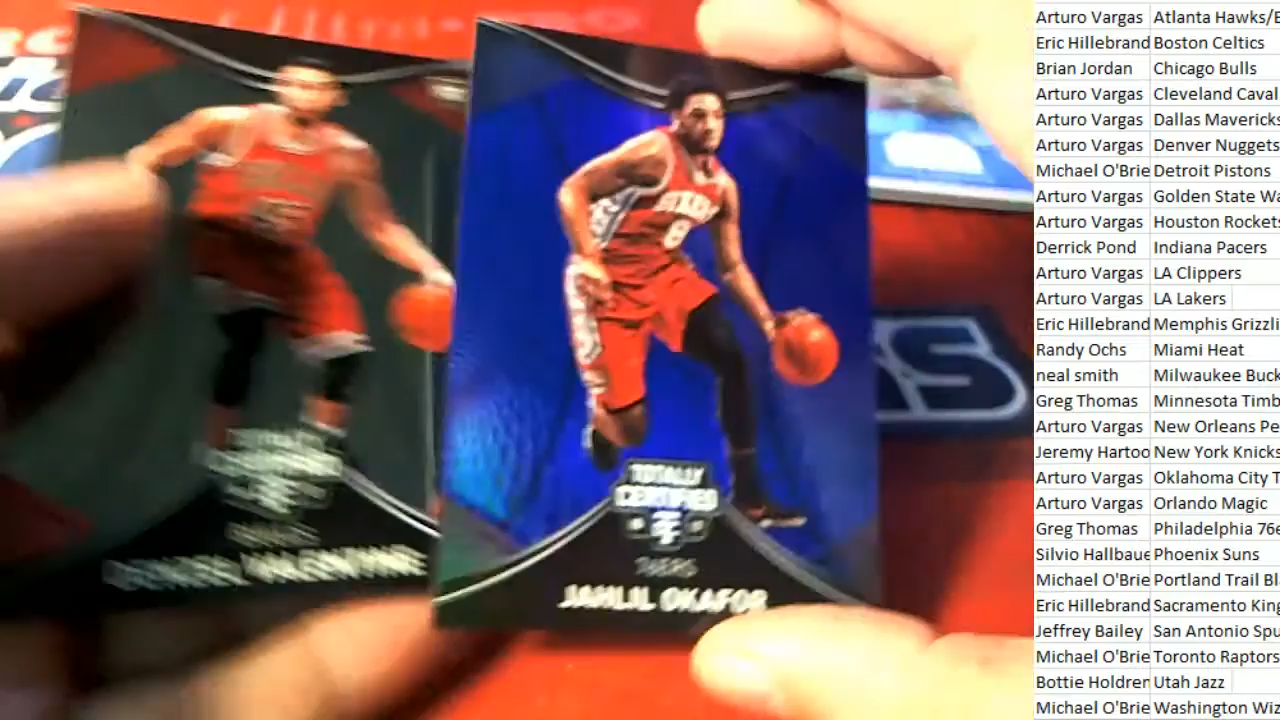 DENZEL VALENTINE
SIXERS
8
TOTALLY
CERTIFIED
76ERS
JAHLIL OKAFOR
Arturo Vargas Atlanta Hawks/B
Eric Hillebrand Boston Celtics
Brian Jordan Chicago Bulls
Arturo Vargas Cleveland Caval
Arturo Vargas Dallas Mavericks
Arturo Vargas Denver Nuggets
Michael O'Brie Detroit Pistons
Arturo Vargas Golden State Wa
Arturo Vargas Houston Rockets
Derrick Pond Indiana Pacers
Arturo Vargas LA Clippers
Arturo Vargas LA Lakers
Eric Hillebrand Memphis Grizzli
Randy Ochs Miami Heat
neal smith Milwaukee Buck
Greg Thomas Minnesota Timb
Arturo Vargas New Orleans Pe
Jeremy Hartoo New York Knicks
Arturo Vargas Oklahoma City T
Arturo Vargas Orlando Magic
Greg Thomas Philadelphia 76e
Silvio Hallbaue Phoenix Suns
Michael O'Brie Portland Trail Bl
Eric Hillebrand Sacramento King
Jeffrey Bailey San Antonio Spu
Michael O'Brie Toronto Raptors
Bottie Holdren Utah Jazz
Michael O'Brie Washington Wiz